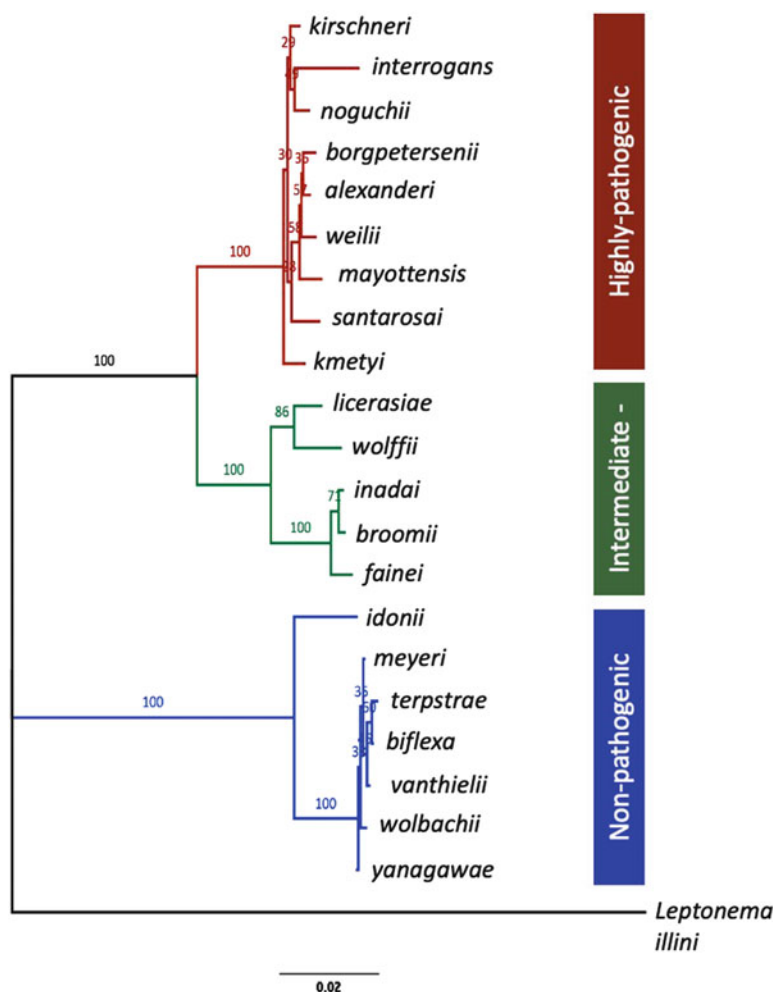 kirschneri
29
interrogans
noguchii
30
borgpetersenii
alexanderi
58
weilii
100
mayottensis
santarosai
100
kmetyi
licerasiae
86
wolffii
100
inadai
71
broomii
100
fainei
idonii
meyeri
terpstrae
100
biflexa
vanthielii
100
wolbachii
yanagawae
Leptonema
illini
0.02
Highly-pathogenic
Intermediate -
Non-pathogenic